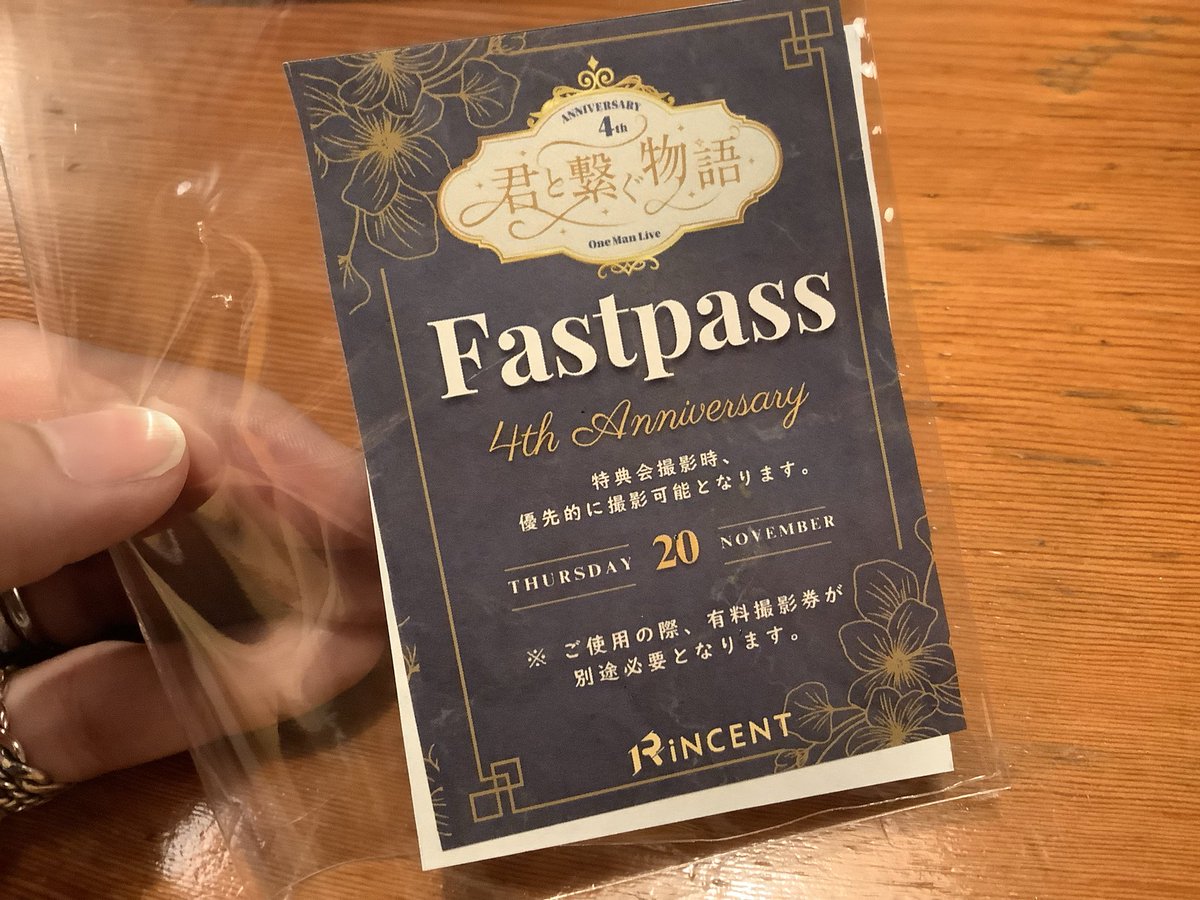 ANNIVERSARY
4th
君と繋ぐ物語
One Man Live
Fastpass
4th Anniversary
特典会撮影時、
優先的に撮影可能となります。
THURSDAY 20 NOVEMBER
※ ご使用の際、有料撮影券が
別途必要となります。
RiNCENT